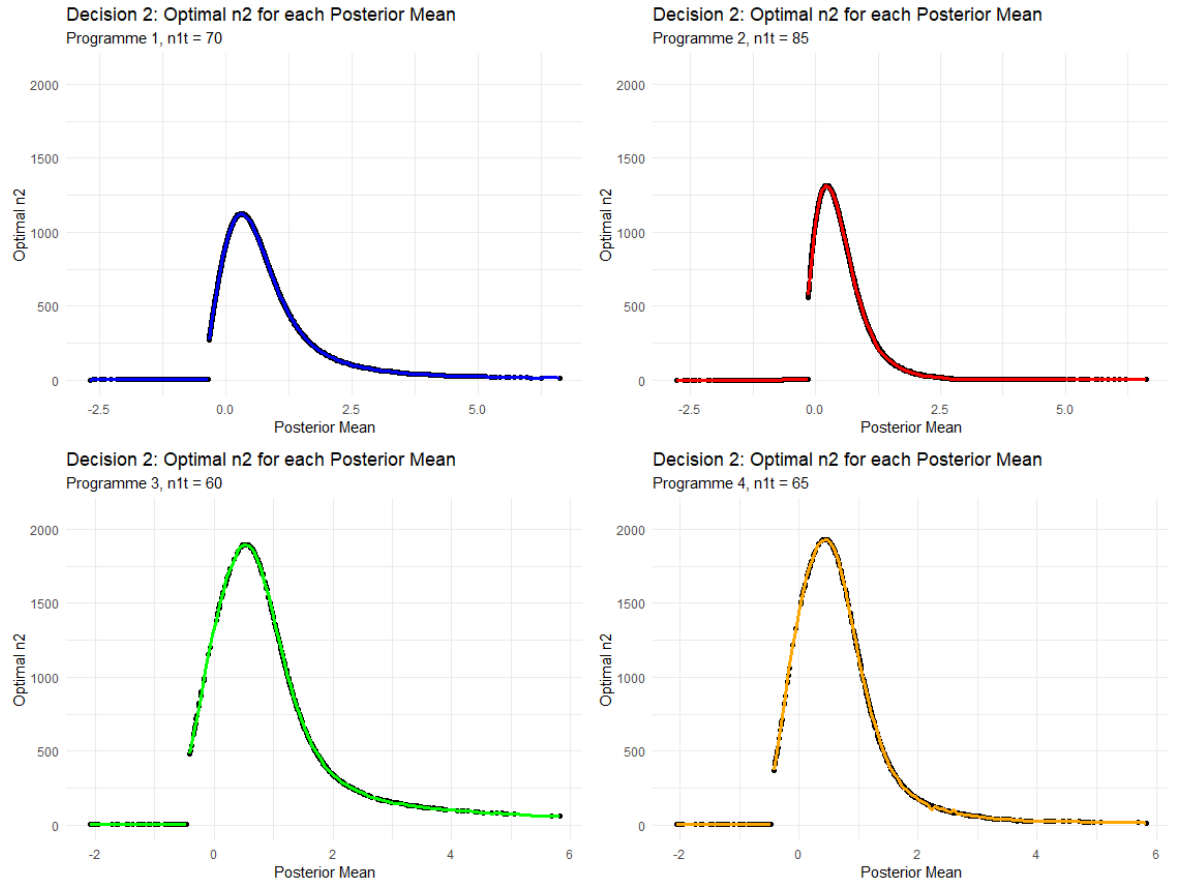 Decision 2: Optimal n2 for each Posterior Mean
Programme 1, n1t = 70
2000
1500
1000
500
0
Optimal n2
-2.5
0.0
2.5
5.0
Posterior Mean
Decision 2: Optimal n2 for each Posterior Mean
Programme 2, n1t = 85
2000
1500
1000
500
0
Optimal n2
-2.5
0.0
2.5
5.0
Posterior Mean
Decision 2: Optimal n2 for each Posterior Mean
Programme 3, n1t = 60
2000
1500
1000
500
0
Optimal n2
-2
0
2
4
6
Posterior Mean
Decision 2: Optimal n2 for each Posterior Mean
Programme 4, n1t = 65
2000
1500
1000
500
0
Optimal n2
-2
0
2
4
6
Posterior Mean